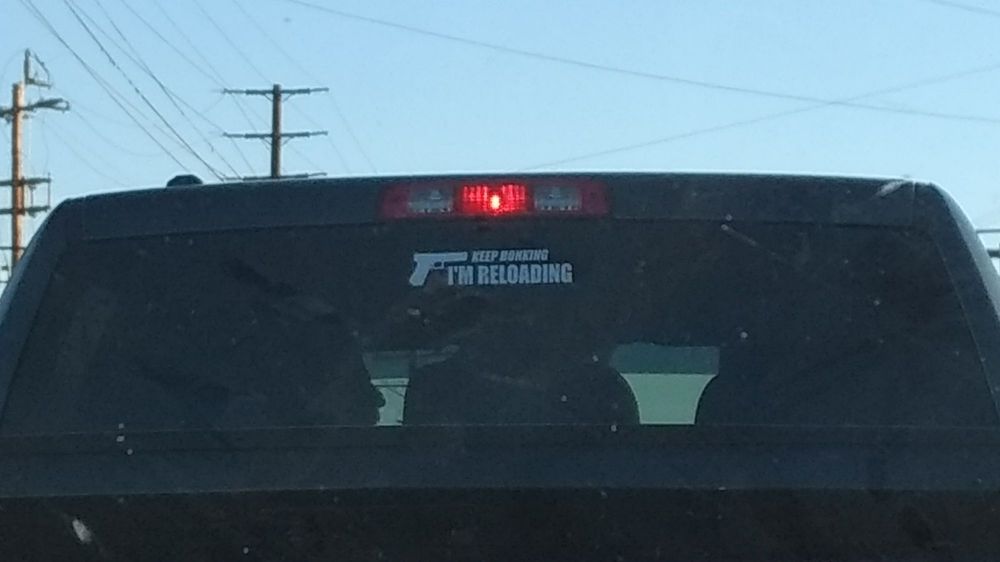 KEEP HONKING
I'M RELOADING